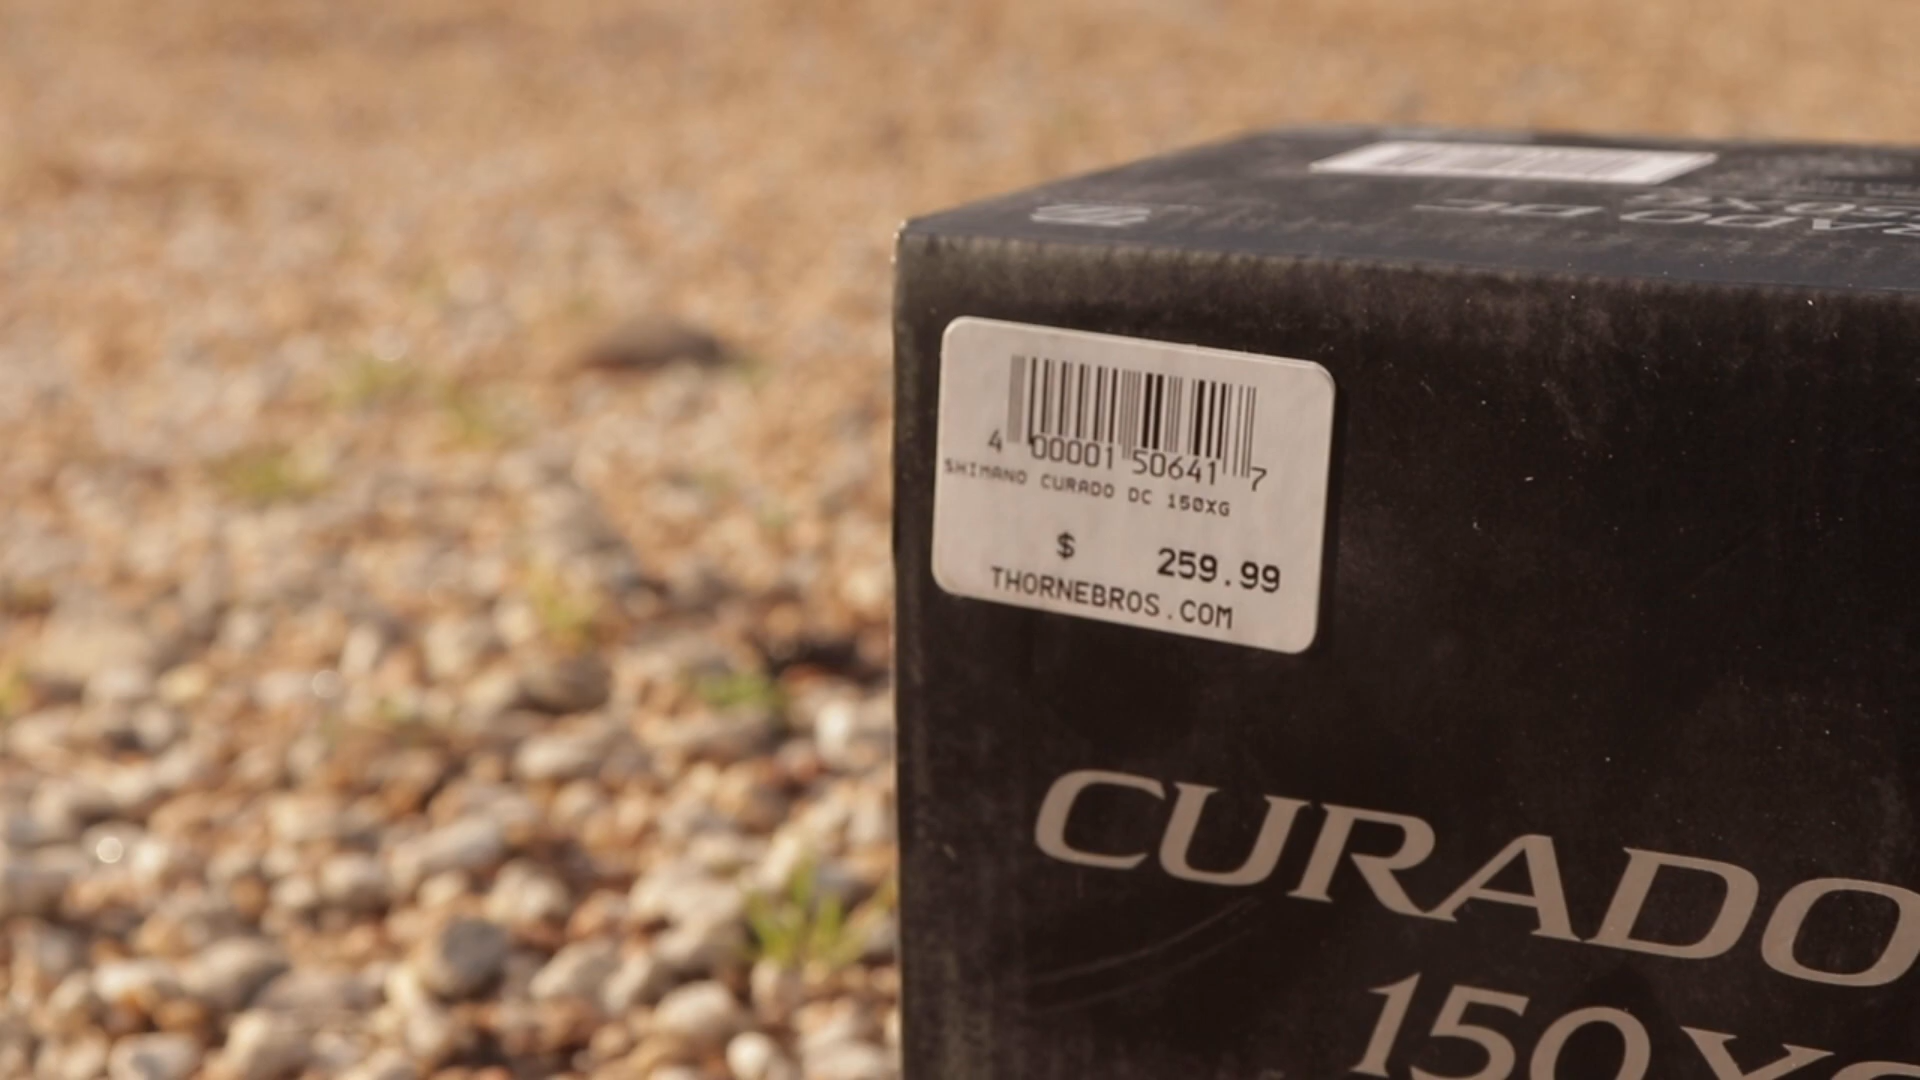 4 00001 50641 7
SHIMANO CURADO DC 150XG
$ 259.99
THORNEBROS.COM
CURADO
150XG